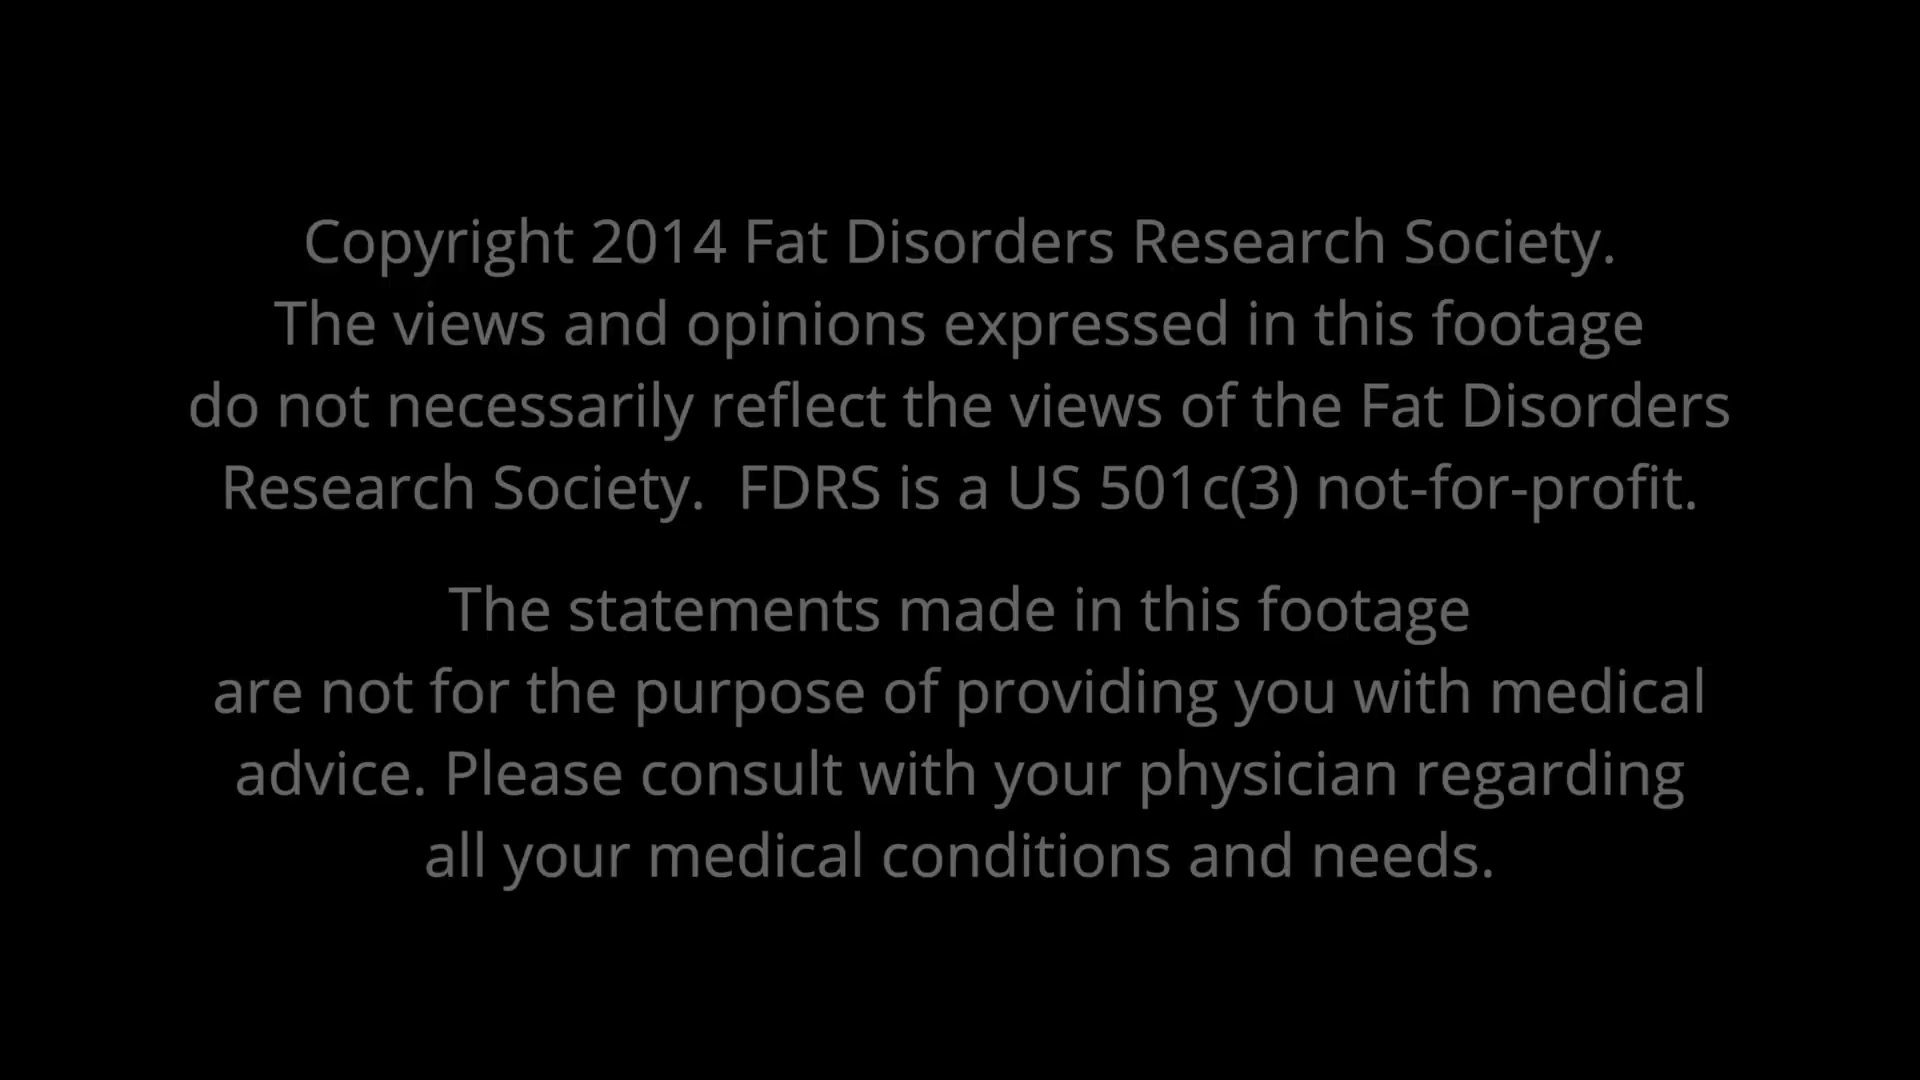 Copyright 2014 Fat Disorders Research Society.
The views and opinions expressed in this footage
do not necessarily reflect the views of the Fat Disorders
Research Society.  FDRS is a US 501c(3) not-for-profit.
The statements made in this footage
are not for the purpose of providing you with medical
advice. Please consult with your physician regarding
all your medical conditions and needs.